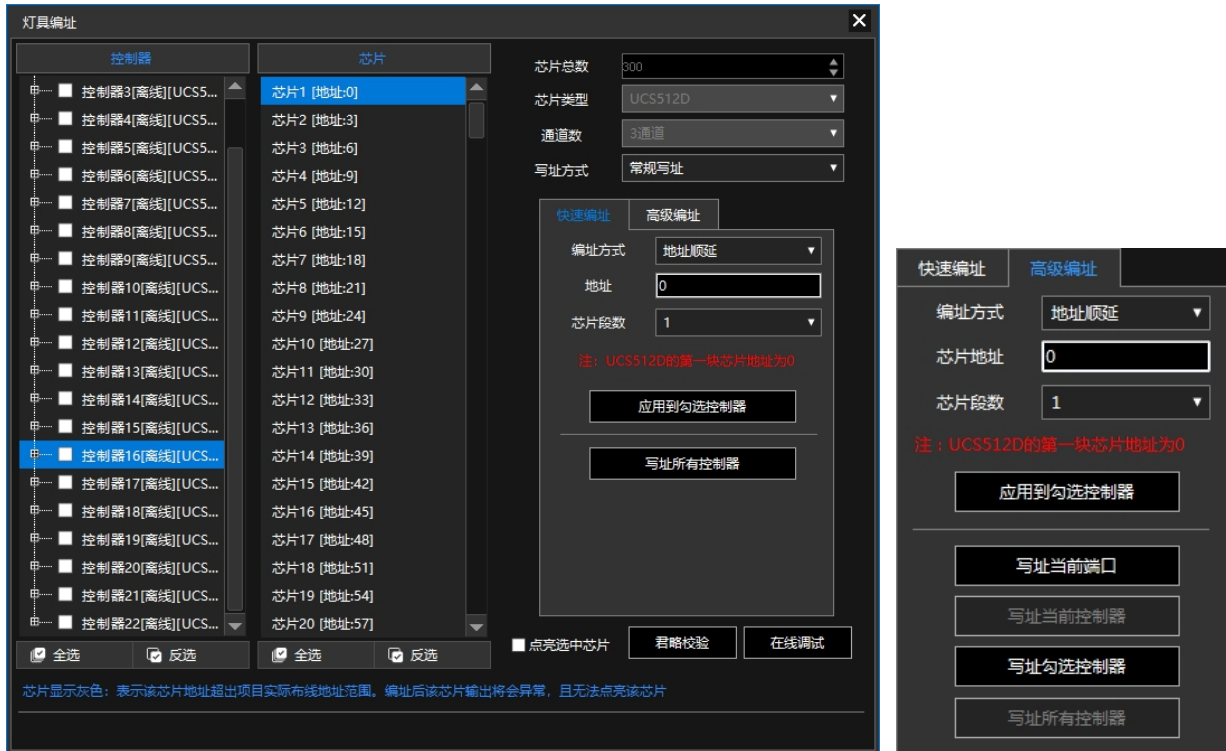 灯具编址
控制器
芯片
控制器3[离线][UCS5...
控制器4[离线][UCS5...
控制器5[离线][UCS5...
控制器6[离线][UCS5...
控制器7[离线][UCS5...
控制器8[离线][UCS5...
控制器9[离线][UCS5...
控制器10[离线][UCS...
控制器11[离线][UCS...
控制器12[离线][UCS...
控制器13[离线][UCS...
控制器14[离线][UCS...
控制器15[离线][UCS...
控制器16[离线][UCS...
控制器17[离线][UCS...
控制器18[离线][UCS...
控制器19[离线][UCS...
控制器20[离线][UCS...
控制器21[离线][UCS...
控制器22[离线][UCS...
全选 反选
芯片1 [地址:0]
芯片2 [地址:3]
芯片3 [地址:6]
芯片4 [地址:9]
芯片5 [地址:12]
芯片6 [地址:15]
芯片7 [地址:18]
芯片8 [地址:21]
芯片9 [地址:24]
芯片10 [地址:27]
芯片11 [地址:30]
芯片12 [地址:33]
芯片13 [地址:36]
芯片14 [地址:39]
芯片15 [地址:42]
芯片16 [地址:45]
芯片17 [地址:48]
芯片18 [地址:51]
芯片19 [地址:54]
芯片20 [地址:57]
全选 反选
芯片总数 300
芯片类型 UCS512D
通道数 3通道
写址方式 常规写址
快速编址 高级编址
编址方式 地址顺延
地址 0
芯片段数 1
注：UCS512D的第一块芯片地址为0
应用到勾选控制器
写址所有控制器
点亮选中芯片 君略校验 在线调试
芯片显示灰色：表示该芯片地址超出项目实际布线地址范围。编址后该芯片输出将会异常，且无法点亮该芯片
快速编址 高级编址
编址方式 地址顺延
芯片地址 0
芯片段数 1
注：UCS512D的第一块芯片地址为0
应用到勾选控制器
写址当前端口
写址当前控制器
写址勾选控制器
写址所有控制器